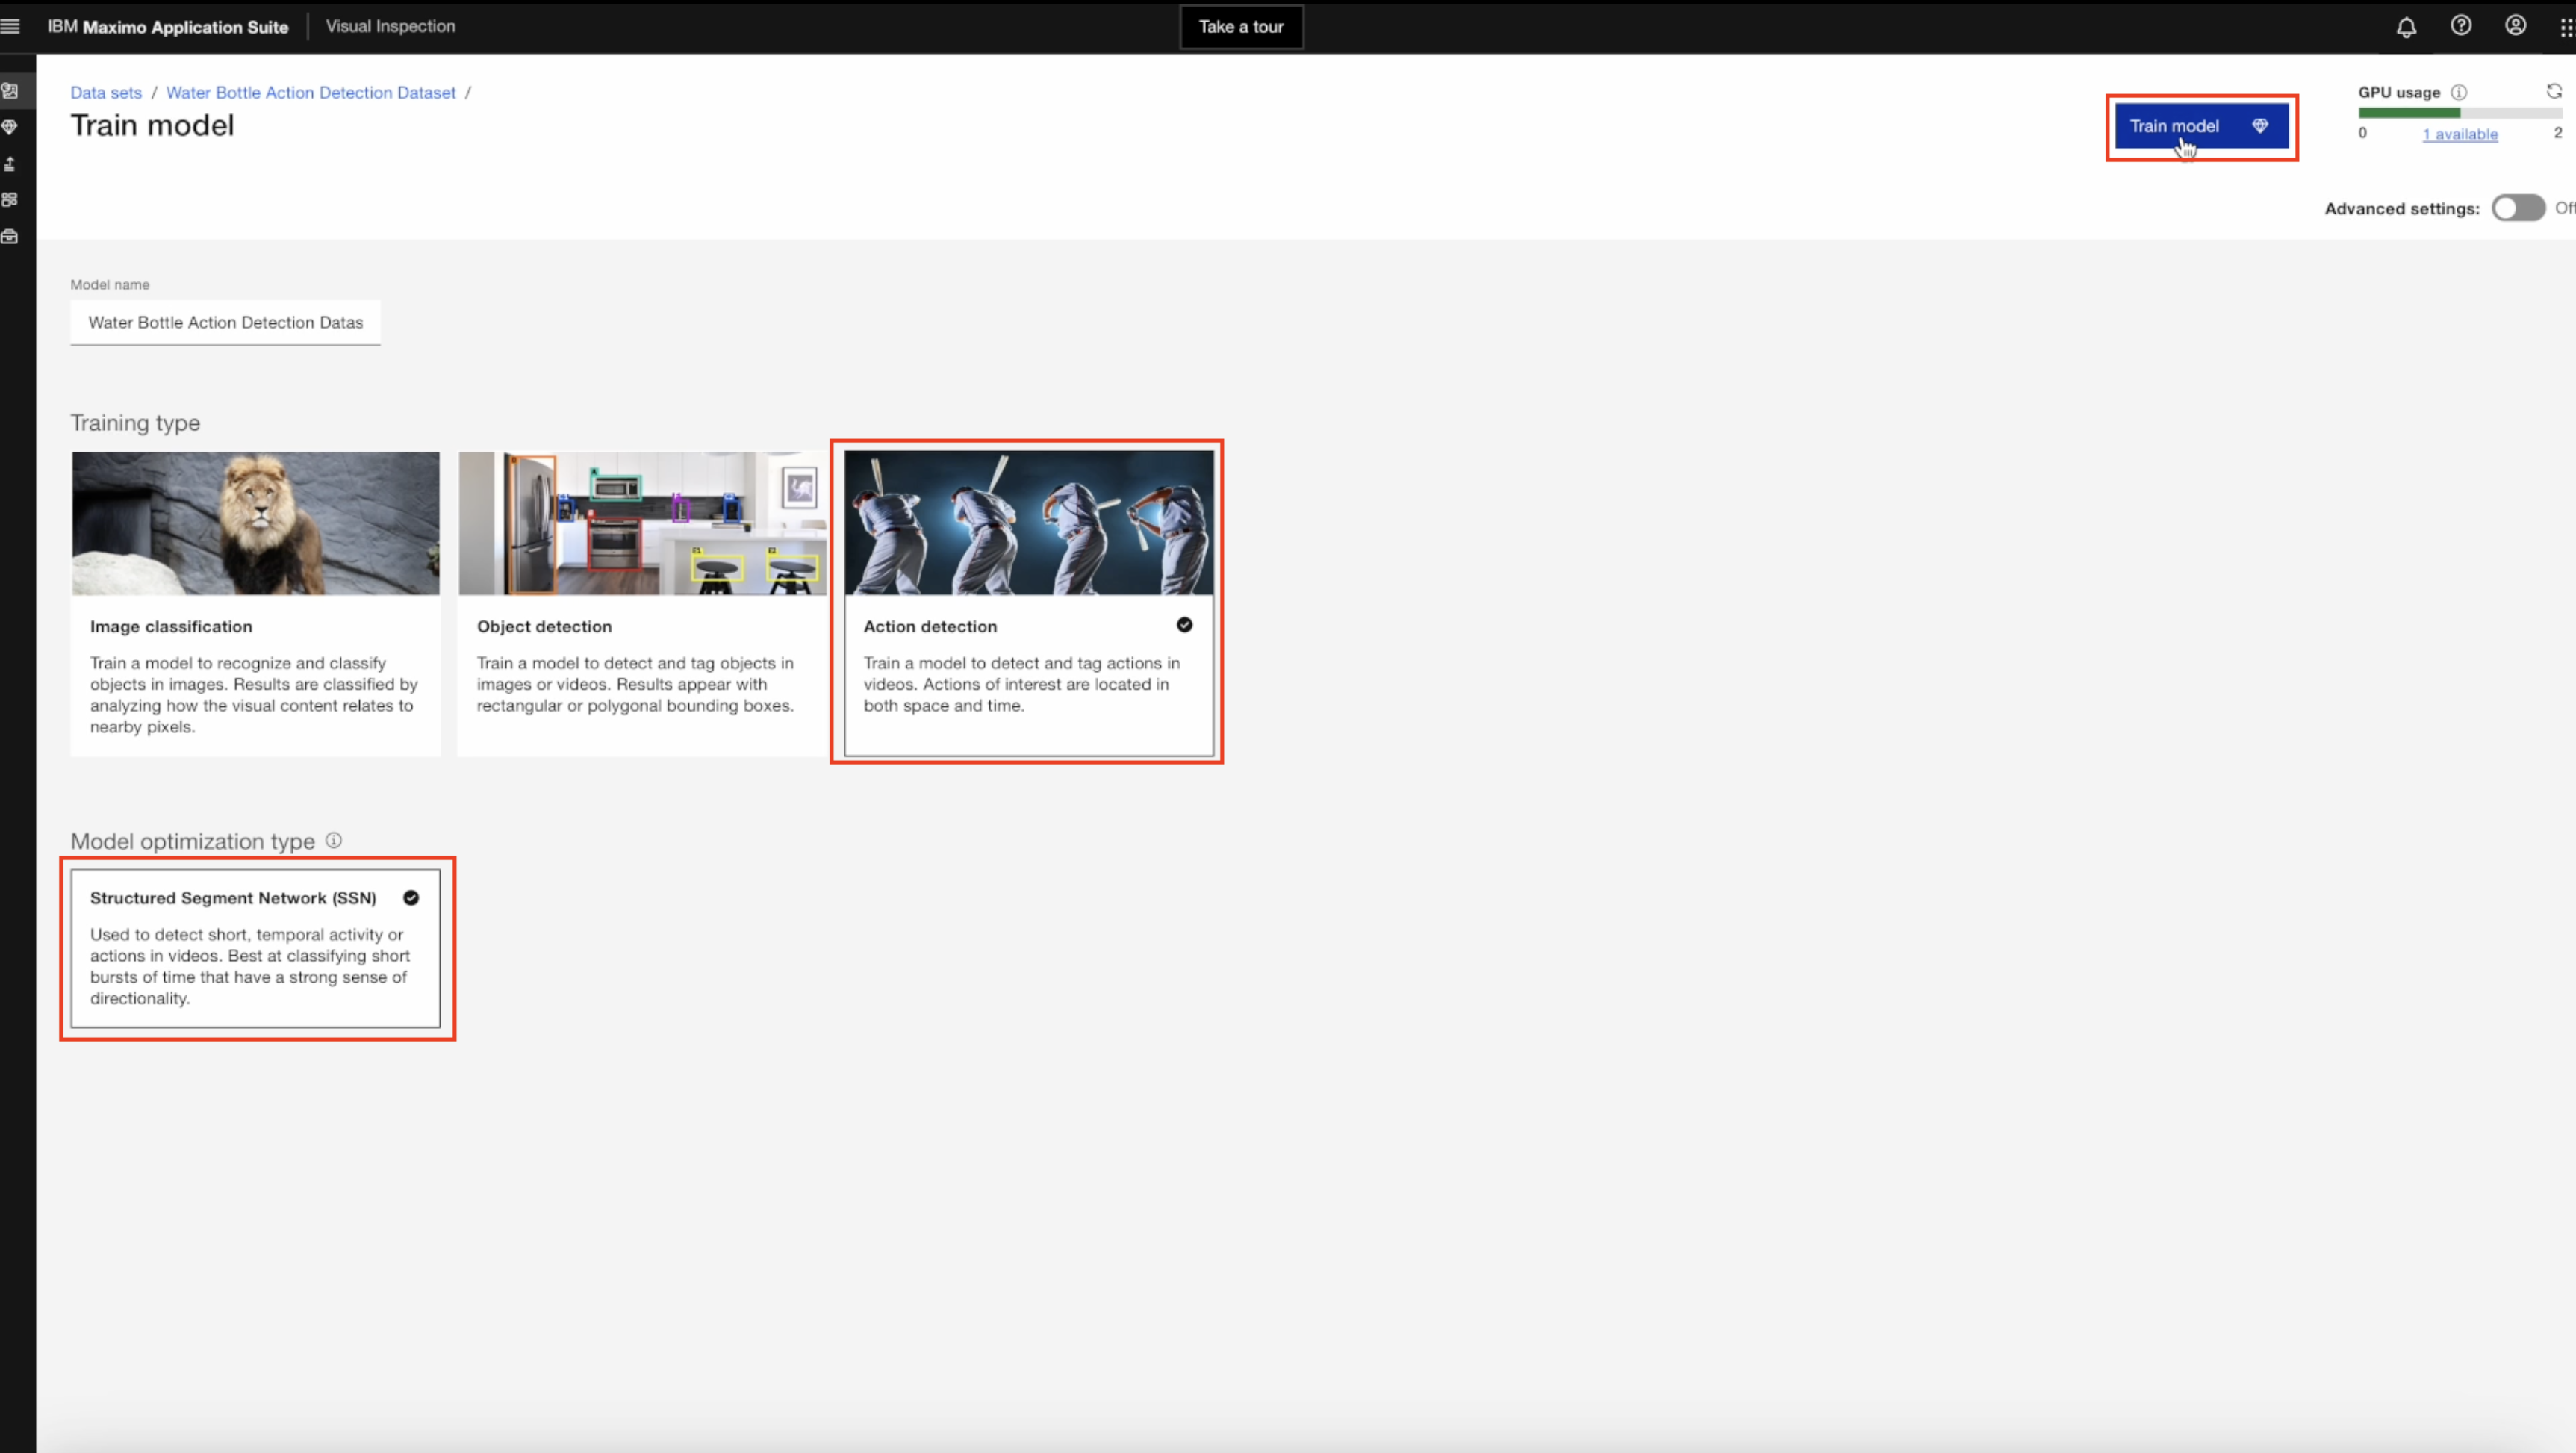 IBM Maximo Application Suite
Visual Inspection
Take a tour
Data sets / Water Bottle Action Detection Dataset /
Train model
Train model
GPU usage
0
1 available
2
Advanced settings:
Off
Model name
Water Bottle Action Detection Datas
Training type
Image classification
Train a model to recognize and classify
objects in images. Results are classified by
analyzing how the visual content relates to
nearby pixels.
Object detection
Train a model to detect and tag objects in
images or videos. Results appear with
rectangular or polygonal bounding boxes.
Action detection
Train a model to detect and tag actions in
videos. Actions of interest are located in
both space and time.
Model optimization type
Structured Segment Network (SSN)
Used to detect short, temporal activity or
actions in videos. Best at classifying short
bursts of time that have a strong sense of
directionality.